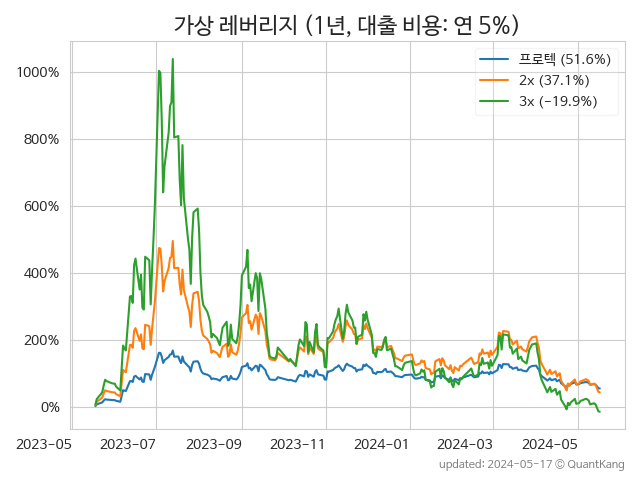 가상 레버리지 (1년, 대출 비용: 연 5%)
프로텍 (51.6%)
2x (37.1%)
3x (−19.9%)
1000%
800%
600%
400%
200%
0%
2023-05 2023-07 2023-09 2023-11 2024-01 2024-03 2024-05
updated: 2024-05-17 © QuantKang